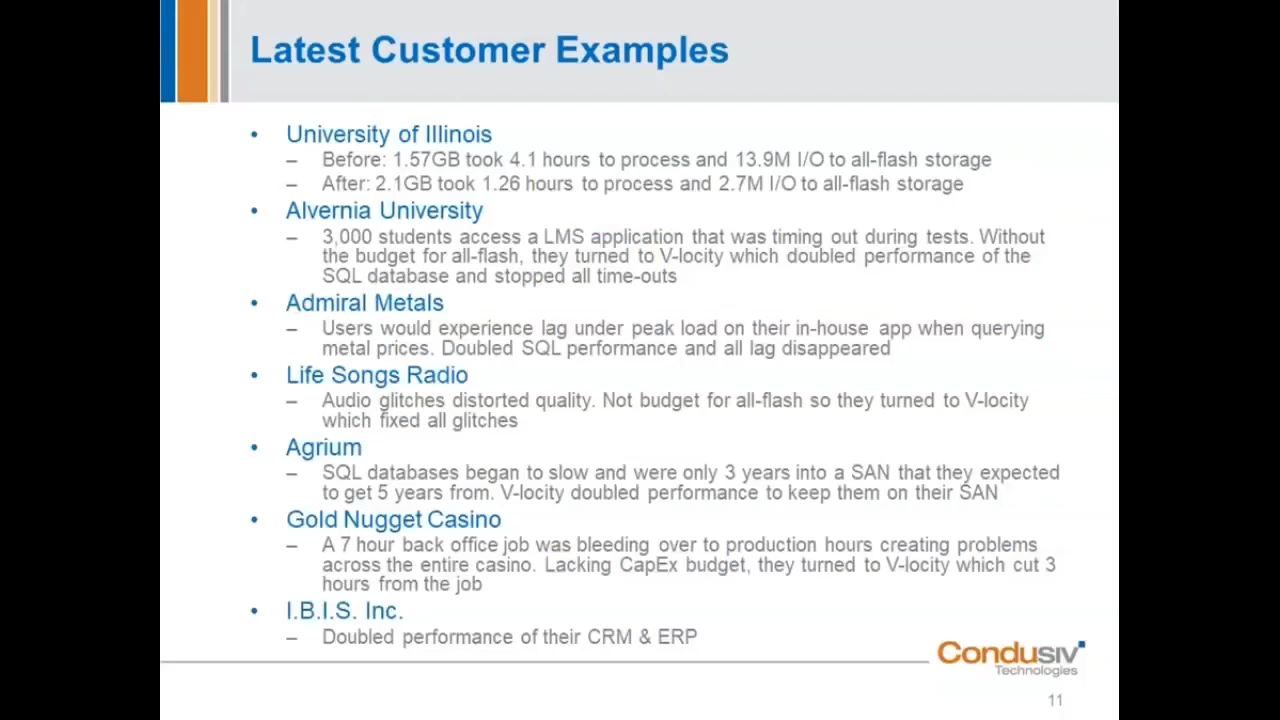 Latest Customer Examples
• University of Illinois
– Before: 1.57GB took 4.1 hours to process and 13.9M I/O to all-flash storage
– After: 2.1GB took 1.26 hours to process and 2.7M I/O to all-flash storage
• Alvernia University
– 3,000 students access a LMS application that was timing out during tests. Without
the budget for all-flash, they turned to V-locity which doubled performance of the
SQL database and stopped all time-outs
• Admiral Metals
– Users would experience lag under peak load on their in-house app when querying
metal prices. Doubled SQL performance and all lag disappeared
• Life Songs Radio
– Audio glitches distorted quality. Not budget for all-flash so they turned to V-locity
which fixed all glitches
• Agrium
– SQL databases began to slow and were only 3 years into a SAN that they expected
to get 5 years from. V-locity doubled performance to keep them on their SAN
• Gold Nugget Casino
– A 7 hour back office job was bleeding over to production hours creating problems
across the entire casino. Lacking CapEx budget, they turned to V-locity which cut 3
hours from the job
• I.B.I.S. Inc.
– Doubled performance of their CRM & ERP
Condusiv
Technologies
11